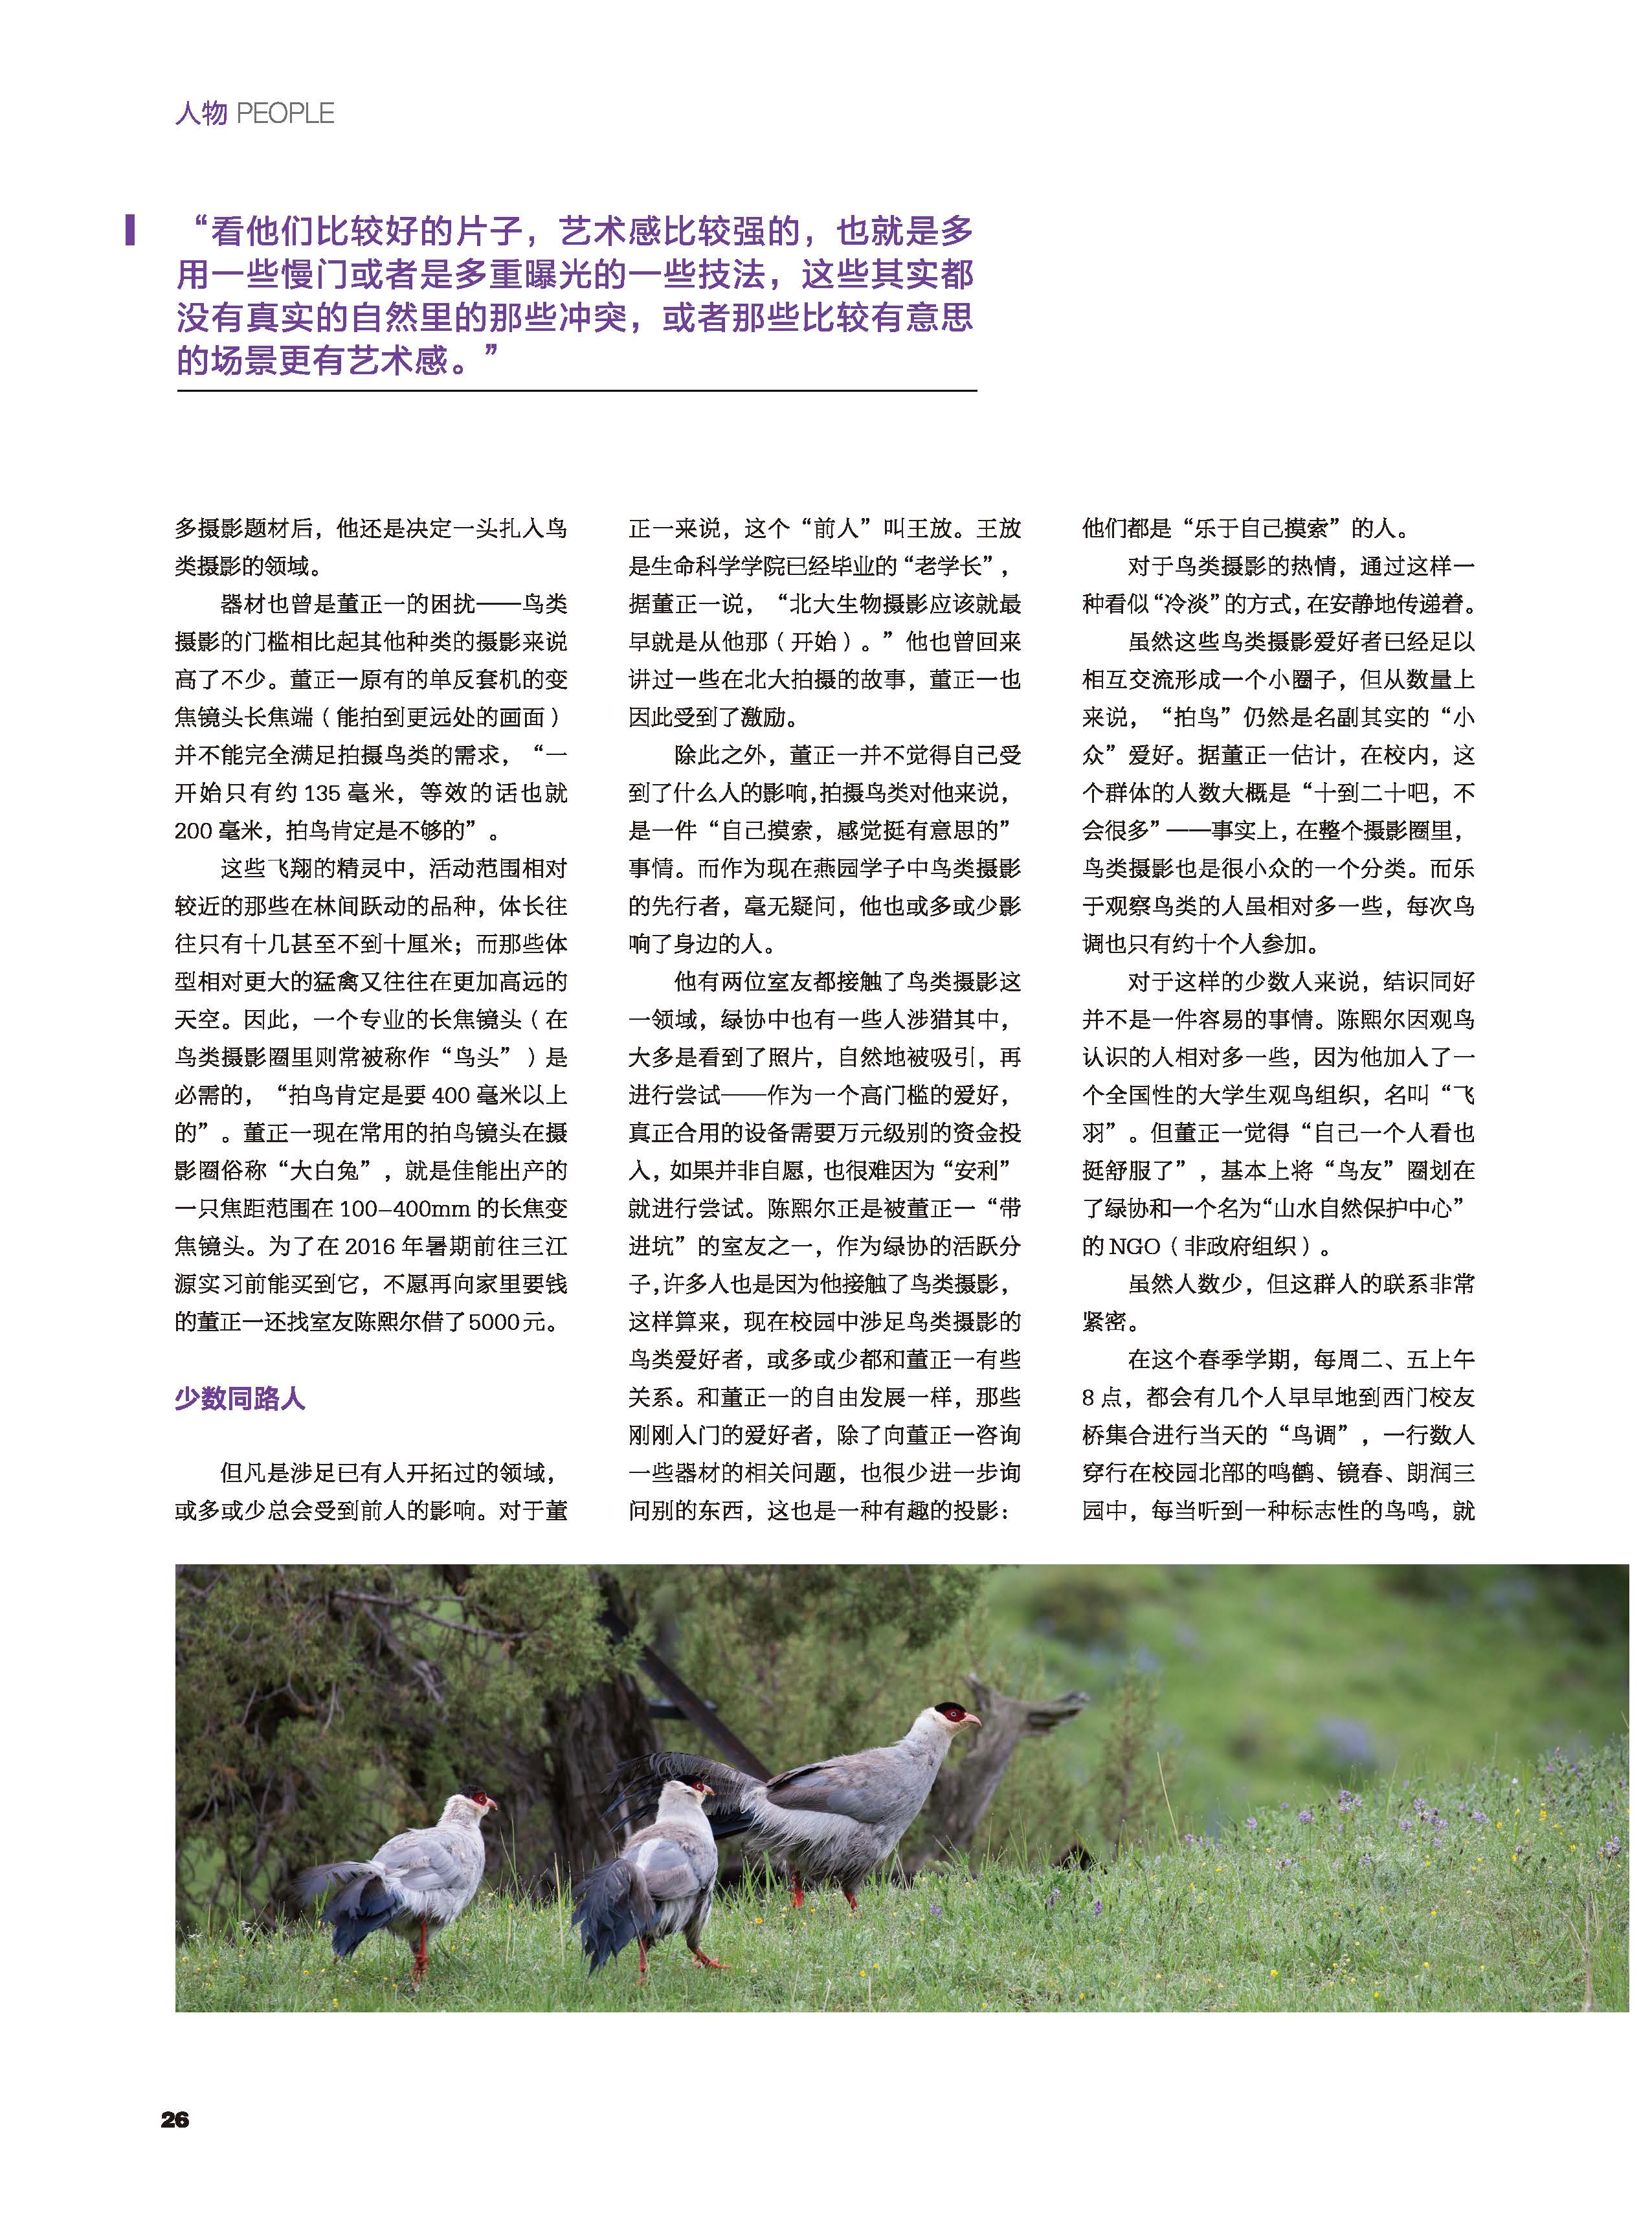 人物 PEOPLE
“看他们比较好的片子，艺术感比较强的，也就是多
用一些慢门或者是多重曝光的一些技法，这些其实都
没有真实的自然里的那些冲突，或者那些比较有意思
的场景更有艺术感。”
多摄影题材后，他还是决定一头扎入鸟
类摄影的领域。
器材也曾是董正一的困扰——鸟类
摄影的门槛相比起其他种类的摄影来说
高了不少。董正一原有的单反套机的变
焦镜头长焦端（能拍到更远处的画面）
并不能完全满足拍摄鸟类的需求，“一
开始只有约 135 毫米，等效的话也就
200 毫米，拍鸟肯定是不够的”。
这些飞翔的精灵中，活动范围相对
较近的那些在林间跃动的品种，体长往
往只有十几甚至不到十厘米；而那些体
型相对更大的猛禽又往往在更加高远的
天空。因此，一个专业的长焦镜头（在
鸟类摄影圈里则常被称作“鸟头”）是
必需的，“拍鸟肯定是要 400 毫米以上
的”。董正一现在常用的拍鸟镜头在摄
影圈俗称“大白兔”，就是佳能出产的
一只焦距范围在 100–400mm 的长焦变
焦镜头。为了在 2016 年暑期前往三江
源实习前能买到它，不愿再向家里要钱
的董正一还找室友陈熙尔借了5000元。
少数同路人
但凡是涉足已有人开拓过的领域，
或多或少总会受到前人的影响。对于董
正一来说，这个“前人”叫王放。王放
是生命科学学院已经毕业的“老学长”，
据董正一说，“北大生物摄影应该就最
早就是从他那（开始）。”他也曾回来
讲过一些在北大拍摄的故事，董正一也
因此受到了激励。
除此之外，董正一并不觉得自己受
到了什么人的影响，拍摄鸟类对他来说，
是一件“自己摸索，感觉挺有意思的”
事情。而作为现在燕园学子中鸟类摄影
的先行者，毫无疑问，他也或多或少影
响了身边的人。
他有两位室友都接触了鸟类摄影这
一领域，绿协中也有一些人涉猎其中，
大多是看到了照片，自然地被吸引，再
进行尝试——作为一个高门槛的爱好，
真正合用的设备需要万元级别的资金投
入，如果并非自愿，也很难因为“安利”
就进行尝试。陈熙尔正是被董正一“带
进坑”的室友之一，作为绿协的活跃分
子，许多人也是因为他接触了鸟类摄影，
这样算来，现在校园中涉足鸟类摄影的
鸟类爱好者，或多或少都和董正一有些
关系。和董正一的自由发展一样，那些
刚刚入门的爱好者，除了向董正一咨询
一些器材的相关问题，也很少进一步询
问别的东西，这也是一种有趣的投影：
他们都是“乐于自己摸索”的人。
对于鸟类摄影的热情，通过这样一
种看似“冷淡”的方式，在安静地传递着。
虽然这些鸟类摄影爱好者已经足以
相互交流形成一个小圈子，但从数量上
来说，“拍鸟”仍然是名副其实的“小
众”爱好。据董正一估计，在校内，这
个群体的人数大概是“十到二十吧，不
会很多”——事实上，在整个摄影圈里，
鸟类摄影也是很小众的一个分类。而乐
于观察鸟类的人虽相对多一些，每次鸟
调也只有约十个人参加。
对于这样的少数人来说，结识同好
并不是一件容易的事情。陈熙尔因观鸟
认识的人相对多一些，因为他加入了一
个全国性的大学生观鸟组织，名叫“飞
羽”。但董正一觉得“自己一个人看也
挺舒服了”，基本上将“鸟友”圈划在
了绿协和一个名为“山水自然保护中心”
的 NGO（非政府组织）。
虽然人数少，但这群人的联系非常
紧密。
在这个春季学期，每周二、五上午
8 点，都会有几个人早早地到西门校友
桥集合进行当天的“鸟调”，一行数人
穿行在校园北部的鸣鹤、镜春、朗润三
园中，每当听到一种标志性的鸟鸣，就
26